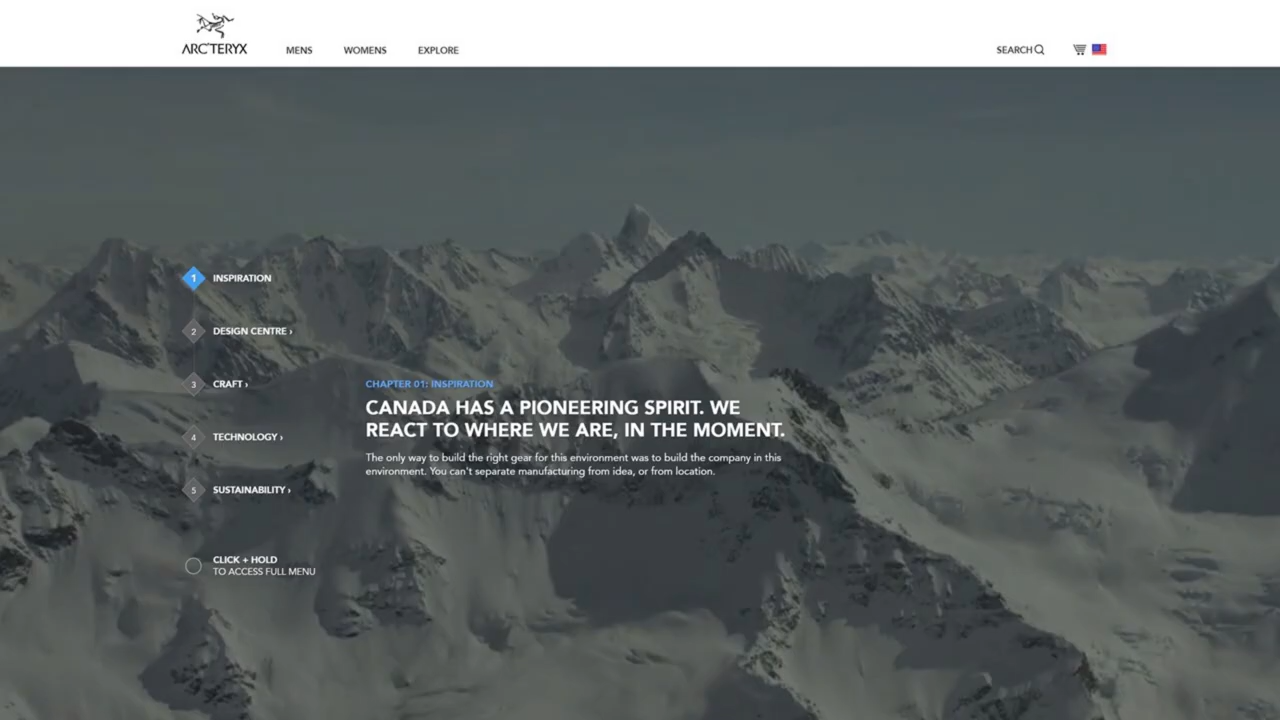 ARC'TERYX
MENS
WOMENS
EXPLORE
SEARCH
1 INSPIRATION
2 DESIGN CENTRE ›
3 CRAFT ›
4 TECHNOLOGY ›
5 SUSTAINABILITY ›
CLICK + HOLD
TO ACCESS FULL MENU
CHAPTER 01: INSPIRATION
CANADA HAS A PIONEERING SPIRIT. WE
REACT TO WHERE WE ARE, IN THE MOMENT.
The only way to build the right gear for this environment was to build the company in this
environment. You can't separate manufacturing from idea, or from location.